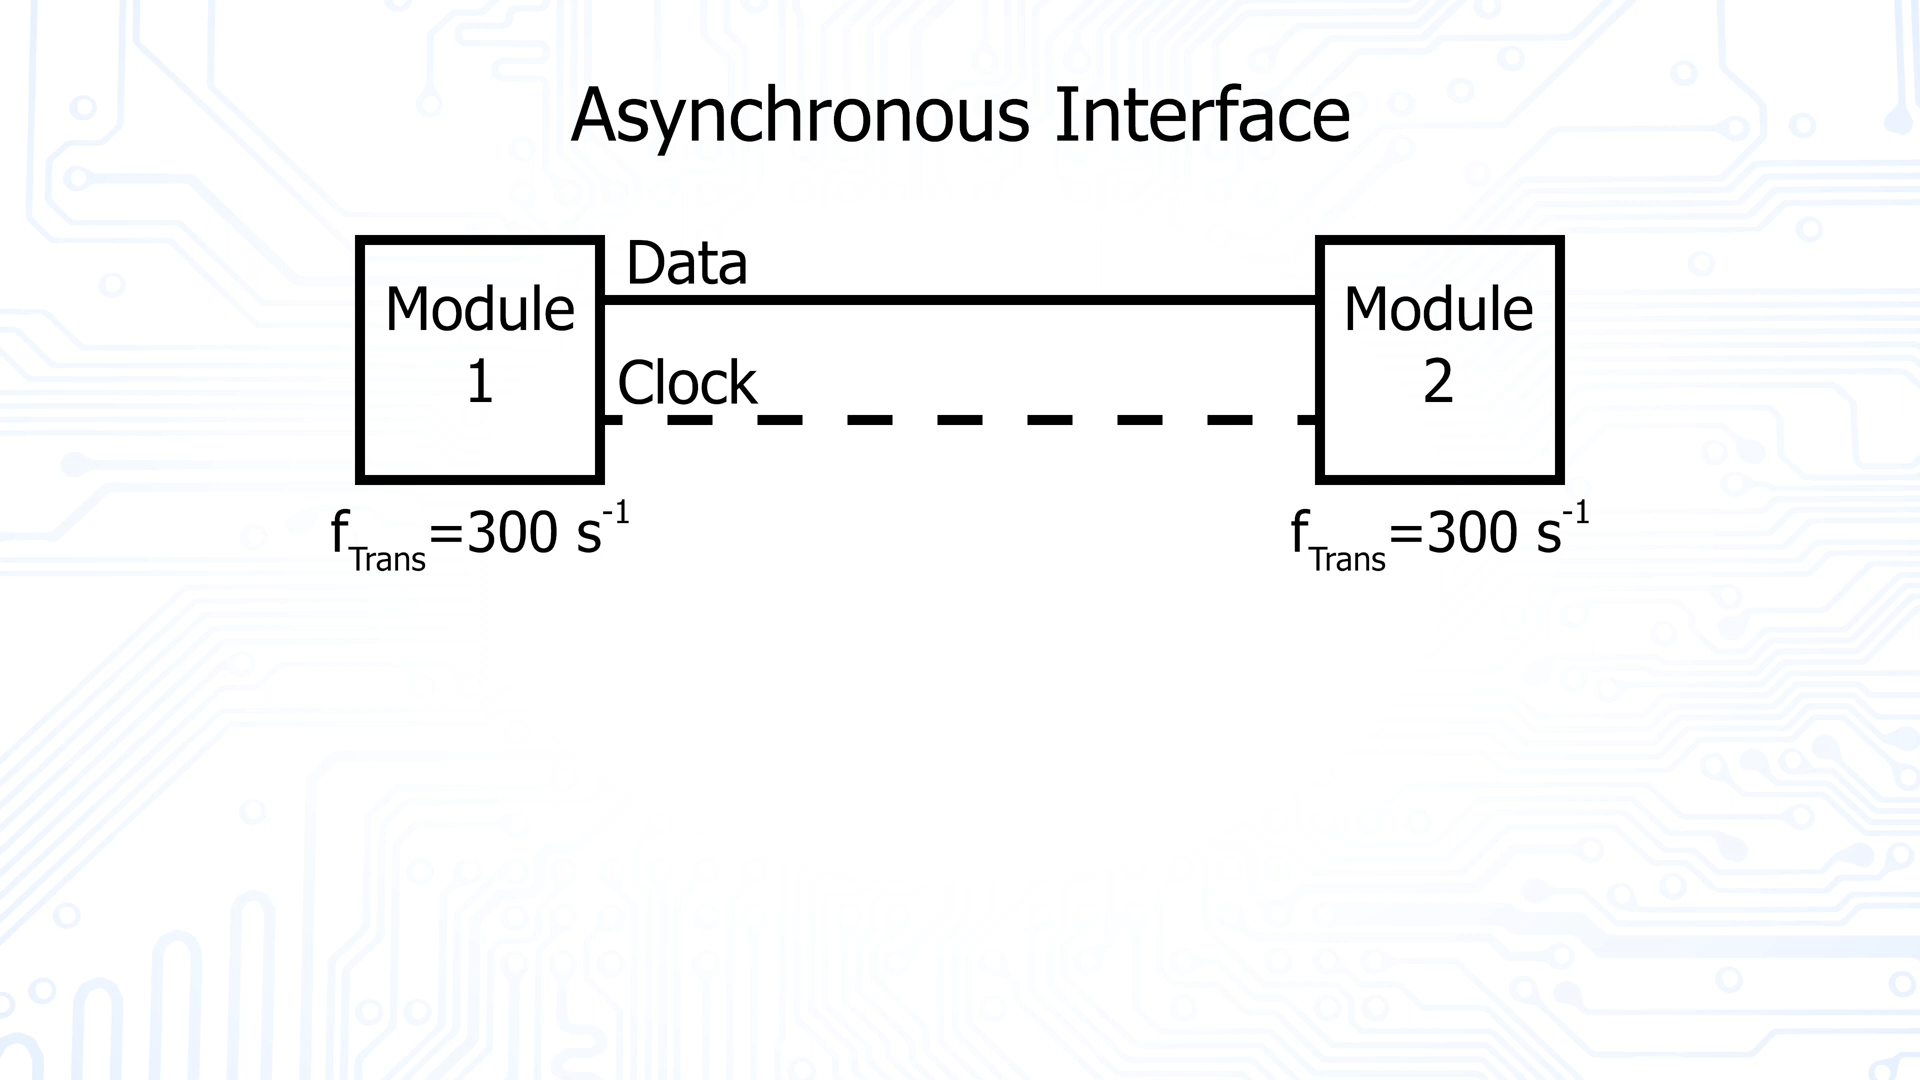 Asynchronous Interface
Data
Module
1
Clock
Module
2
f_Trans=300 s⁻¹
f_Trans=300 s⁻¹